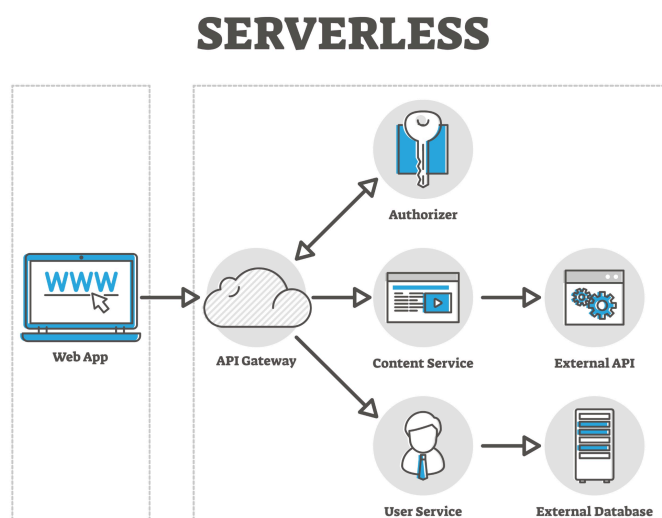 SERVERLESS
Authorizer
WWW
Web App
API Gateway
Content Service
External API
User Service
External Database